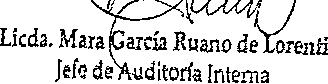 Licda. Mara García Ruano de Lorenti
Jefe de Auditoría Interna